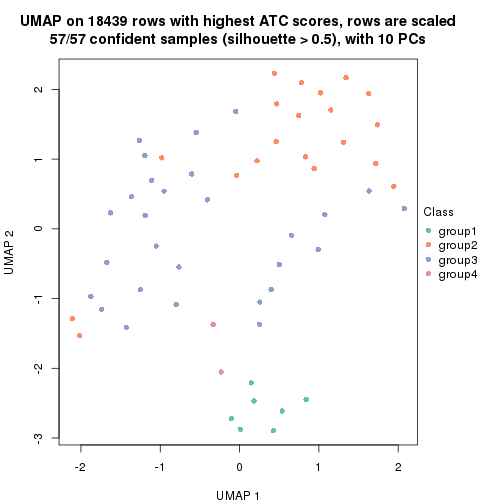 UMAP on 18439 rows with highest ATC scores, rows are scaled
57/57 confident samples (silhouette > 0.5), with 10 PCs
2
1
0
-1
-2
-3
UMAP 2
-2
-1
0
1
2
UMAP 1
Class
group1
group2
group3
group4